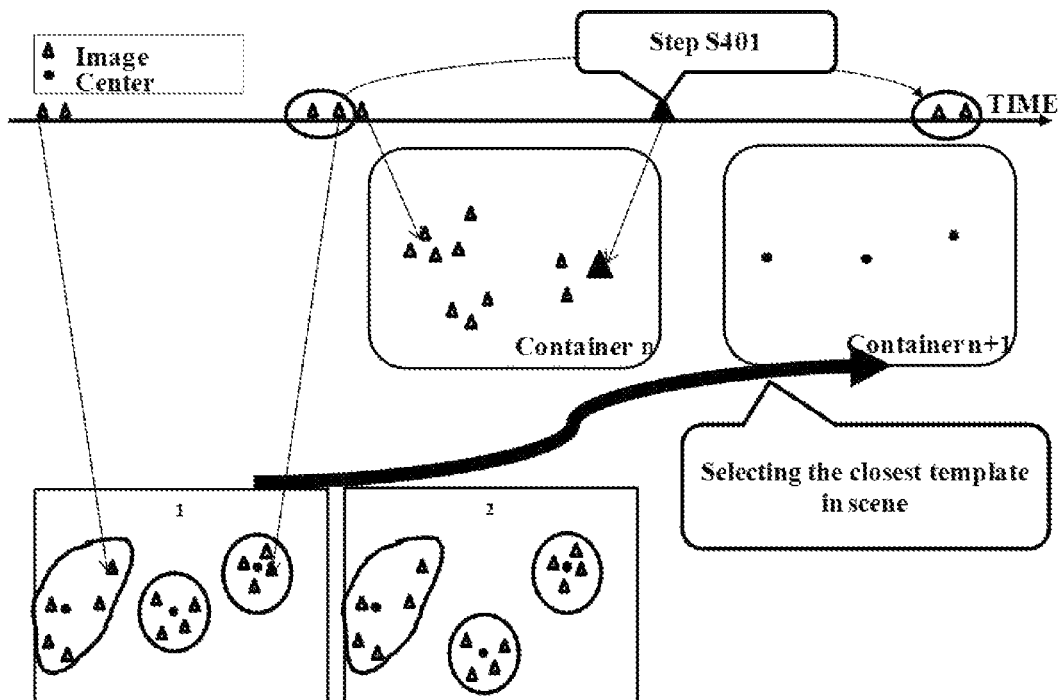 Step S401
Image
Center
TIME
Container n
Container n+1
Selecting the closest template
in scene
1
2